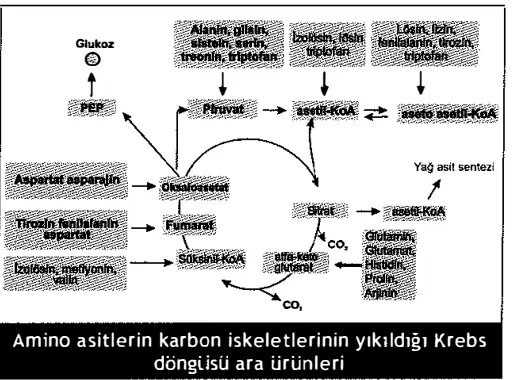 Alanin, glisin,
sistein, serin,
treonin, triptofan
İzolösin, lösin
triptofan
Lösin, lizin,
fenilalanin, tirozin,
triptofan
Glukoz
PEP
Piruvat
asetil-KoA
aseto asetil-KoA
Yağ asit sentezi
Aspartat asparajin
Oksaloasetat
Sitrat
asetil-KoA
Tirozin fenilalanin
aspartat
Fumarat
CO₂
Glutamin,
Glutamat,
Histidin,
Prolin,
Arjinin
İzolösin, metiyonin,
valin
Süksinil-KoA
alfa-keto
glutarat
CO₂
Amino asitlerin karbon iskeletlerinin yıkıldığı Krebs
döngüsü ara ürünleri